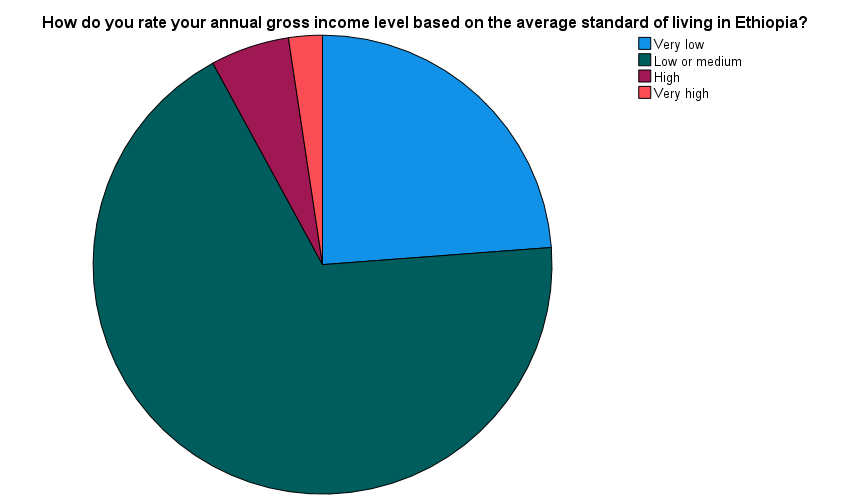 How do you rate your annual gross income level based on the average standard of living in Ethiopia?
Very low
Low or medium
High
Very high